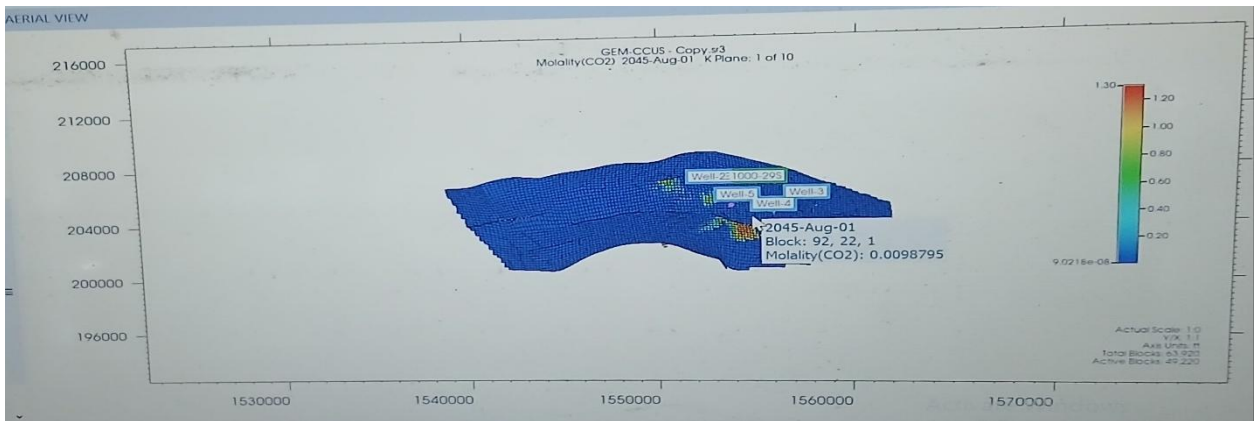 AERIAL VIEW
GEM-CCUS - Copy.sr3
Molality(CO2) 2045-Aug-01 K Plane: 1 of 10
216000
212000
208000
204000
200000
196000
1530000
1540000
1550000
1560000
1570000
1.30
1.20
1.00
0.80
0.60
0.40
0.20
9.0218e-08
1000-295
Well-5
Well-3
Well-4
2045-Aug-01
Block: 92, 22, 1
Molality(CO2): 0.0098795
Actual Scale: 1:0
Y/X: 1:1
Axis Units: ft
Total Blocks: 63,920
Active Blocks: 49,220